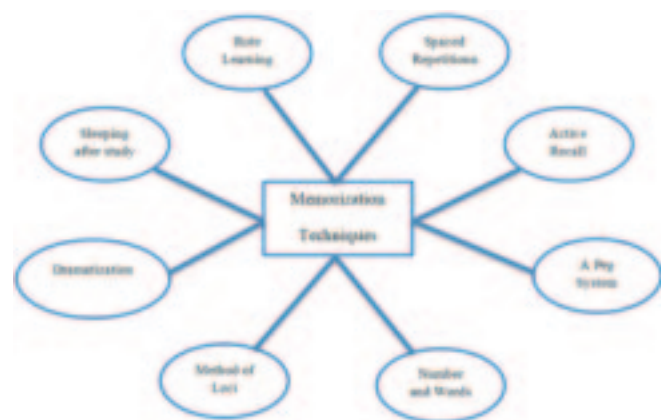 Rote
Learning
Spaced
Repetitions
Sleeping
after study
Active
Recall
Memorization
Techniques
Dramatization
A Peg
System
Method of
Loci
Number
and Words